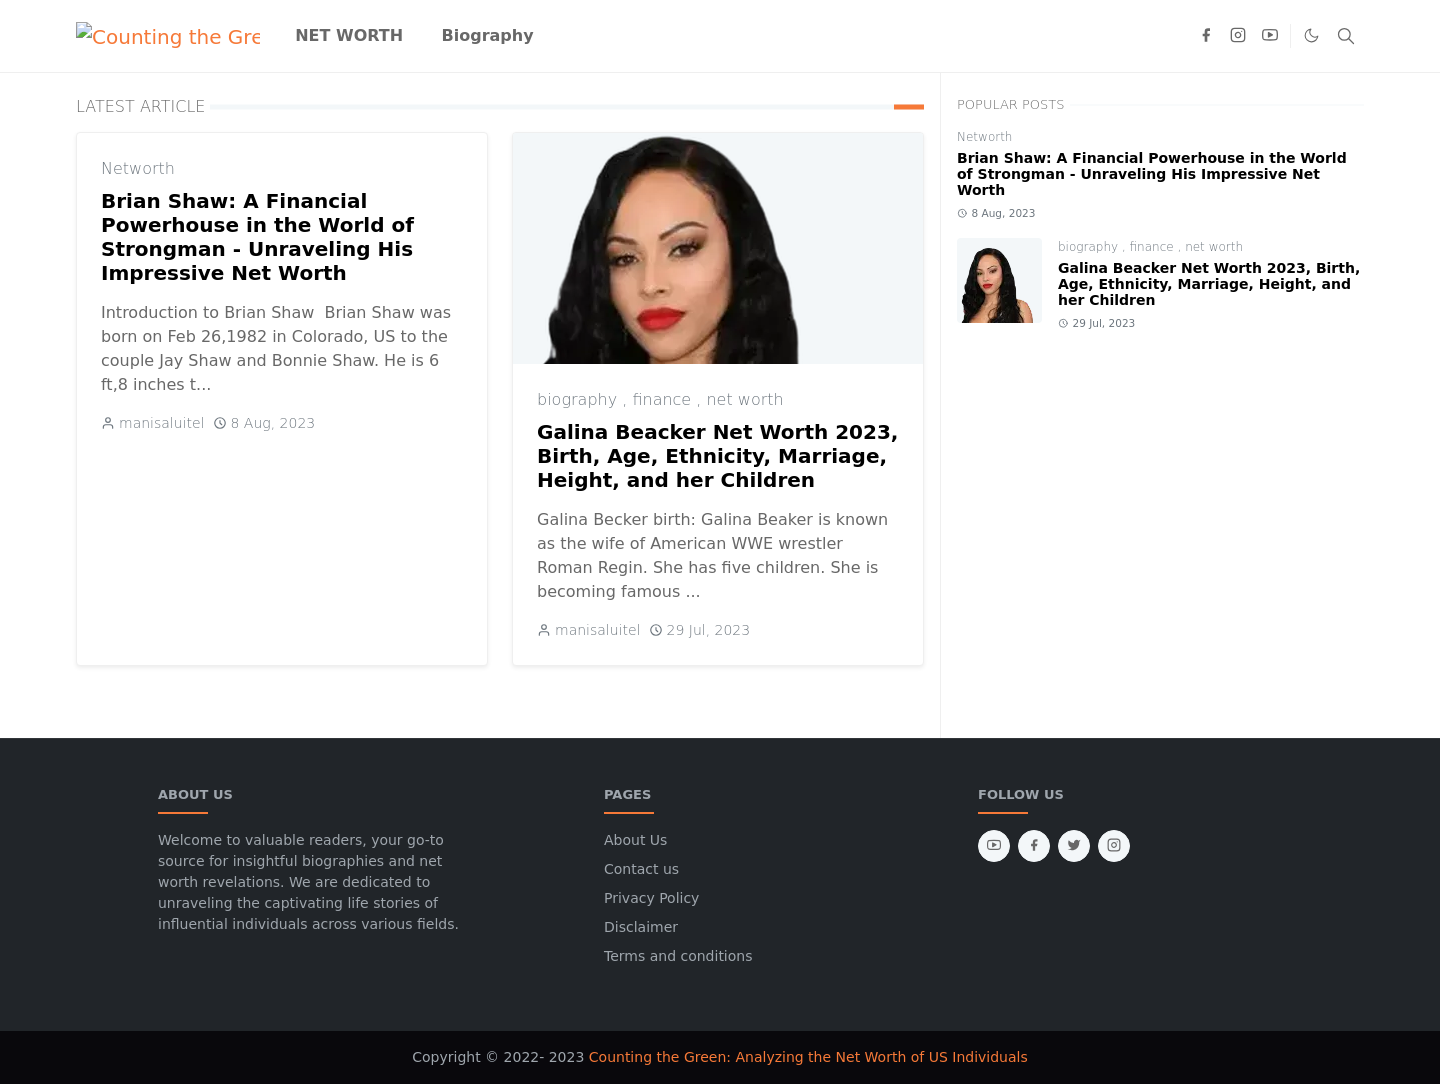 Counting the Gre
NET WORTH
Biography
LATEST ARTICLE
Networth
Brian Shaw: A Financial
Powerhouse in the World of
Strongman - Unraveling His
Impressive Net Worth
Introduction to Brian Shaw  Brian Shaw was
born on Feb 26,1982 in Colorado, US to the
couple Jay Shaw and Bonnie Shaw. He is 6
ft,8 inches t...
manisaluitel 8 Aug, 2023
biography , finance , net worth
Galina Beacker Net Worth 2023,
Birth, Age, Ethnicity, Marriage,
Height, and her Children
Galina Becker birth: Galina Beaker is known
as the wife of American WWE wrestler
Roman Regin. She has five children. She is
becoming famous ...
manisaluitel 29 Jul, 2023
POPULAR POSTS
Networth
Brian Shaw: A Financial Powerhouse in the World
of Strongman - Unraveling His Impressive Net
Worth
8 Aug, 2023
biography , finance , net worth
Galina Beacker Net Worth 2023, Birth,
Age, Ethnicity, Marriage, Height, and
her Children
29 Jul, 2023
ABOUT US
Welcome to valuable readers, your go-to
source for insightful biographies and net
worth revelations. We are dedicated to
unraveling the captivating life stories of
influential individuals across various fields.
PAGES
About Us
Contact us
Privacy Policy
Disclaimer
Terms and conditions
FOLLOW US
Copyright © 2022- 2023 Counting the Green: Analyzing the Net Worth of US Individuals